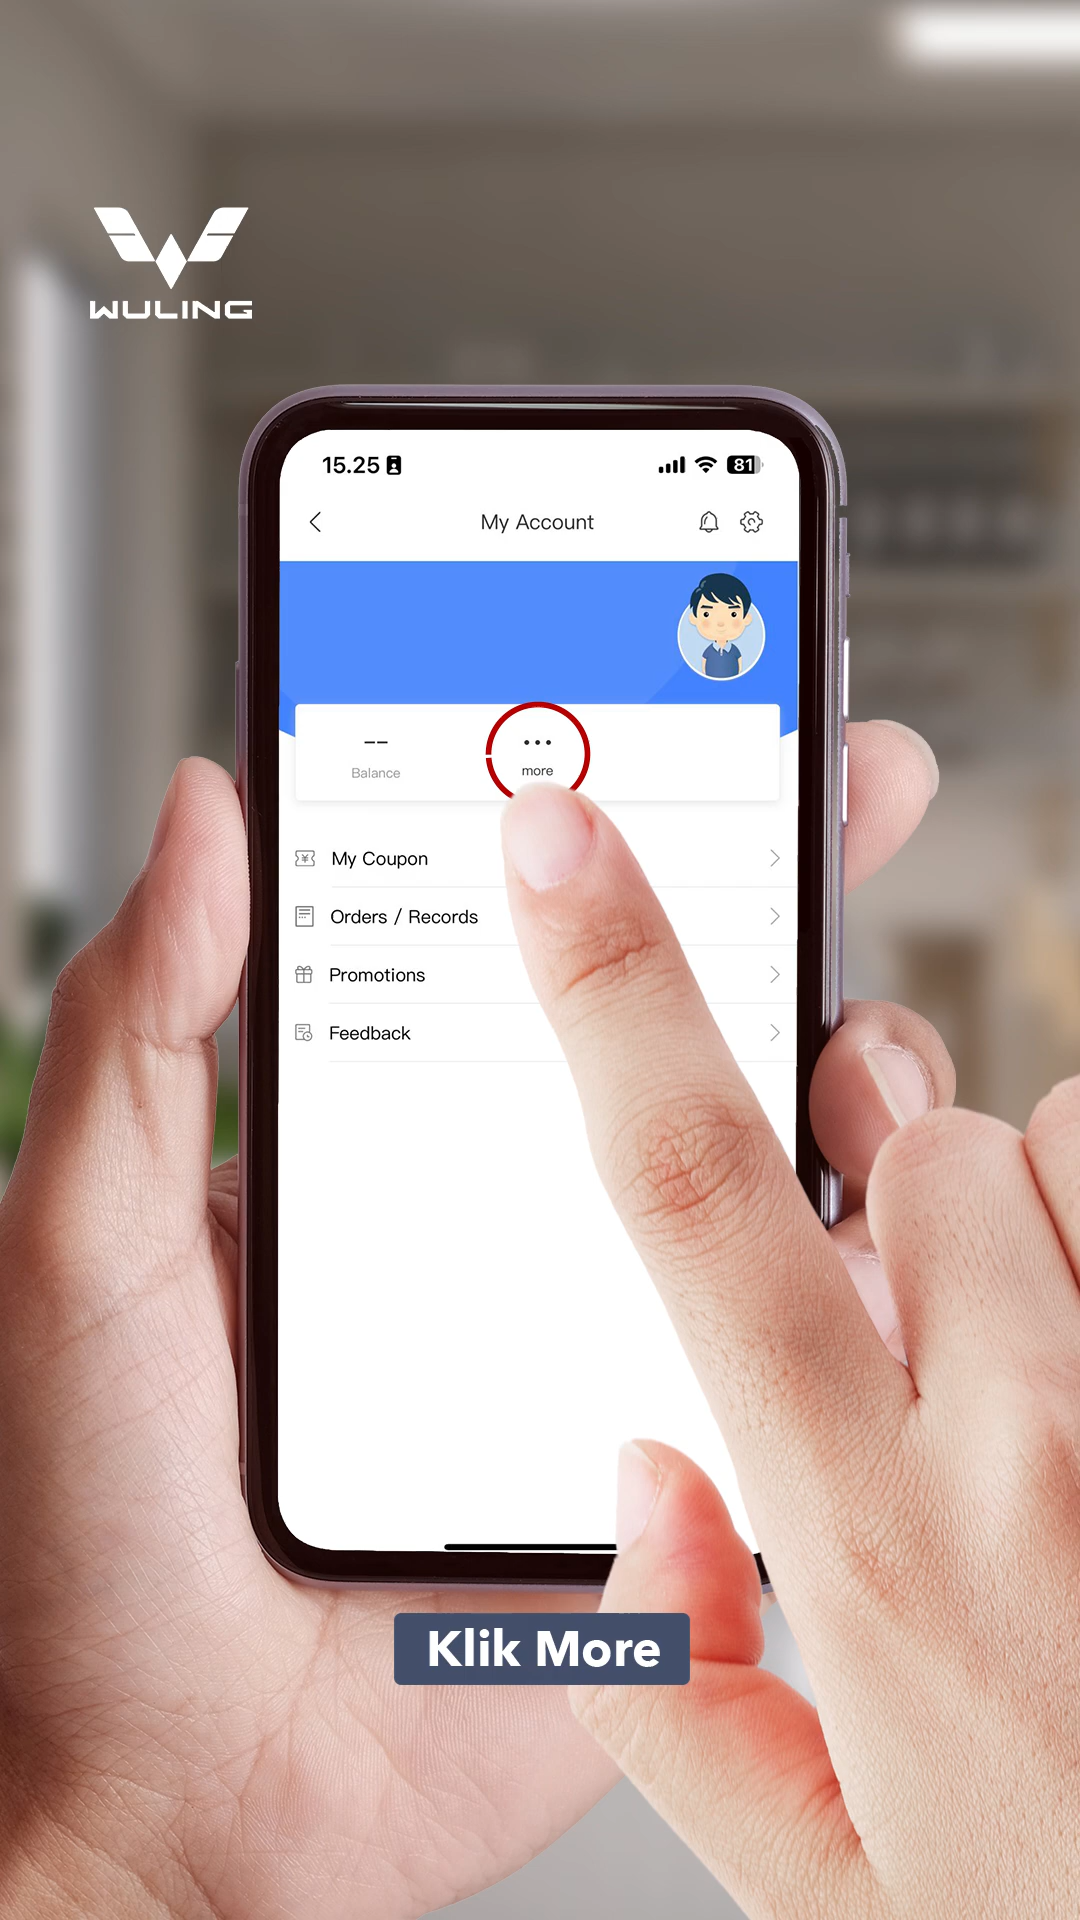 WULING
15.25
81
My Account
Balance
more
My Coupon
Orders / Records
Promotions
Feedback
Klik More